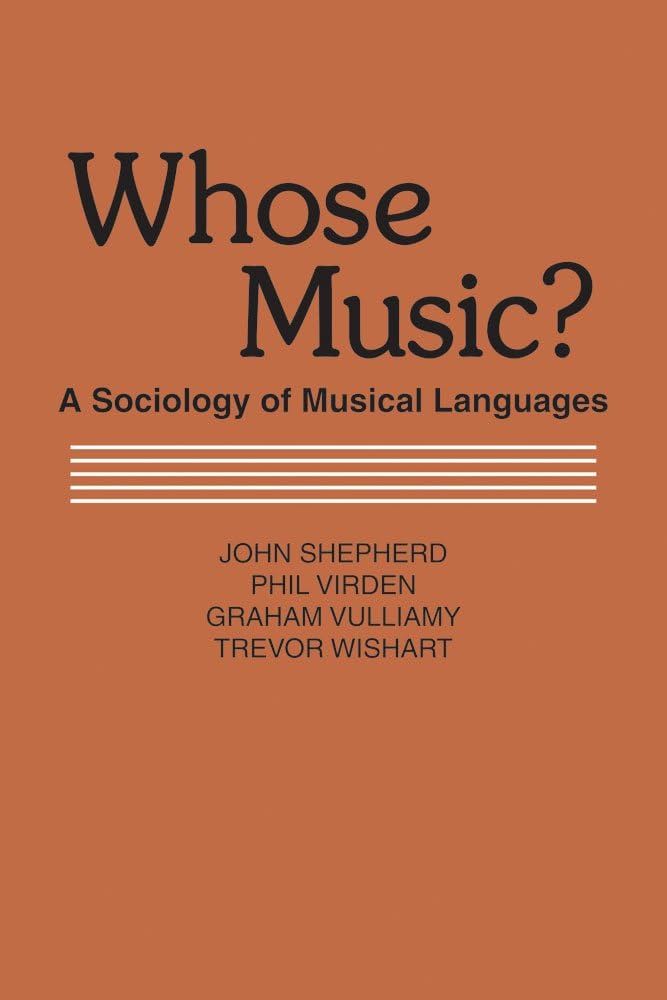 Whose
Music?
A Sociology of Musical Languages
JOHN SHEPHERD
PHIL VIRDEN
GRAHAM VULLIAMY
TREVOR WISHART